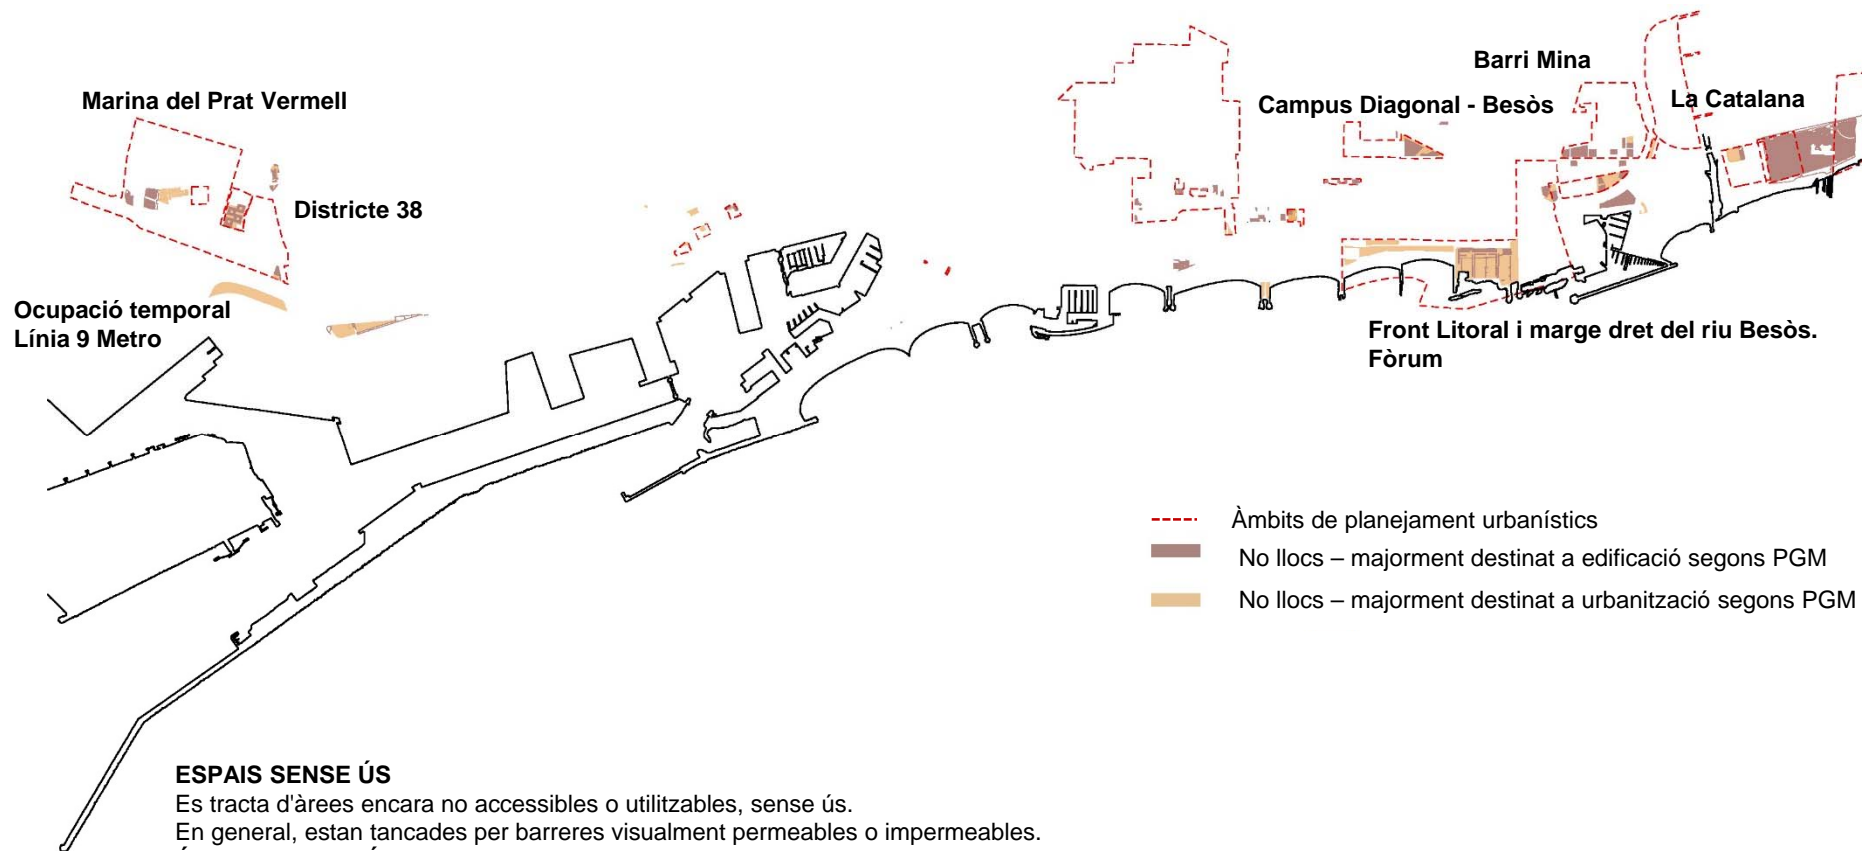 Barri Mina
Marina del Prat Vermell
Campus Diagonal - Besòs
La Catalana
Districte 38
Ocupació temporal
Línia 9 Metro
Front Litoral i marge dret del riu Besòs.
Fòrum
Àmbits de planejament urbanístics
No llocs – majorment destinat a edificació segons PGM
No llocs – majorment destinat a urbanització segons PGM
ESPAIS SENSE ÚS
Es tracta d'àrees encara no accessibles o utilitzables, sense ús.
En general, estan tancades per barreres visualment permeables o impermeables.